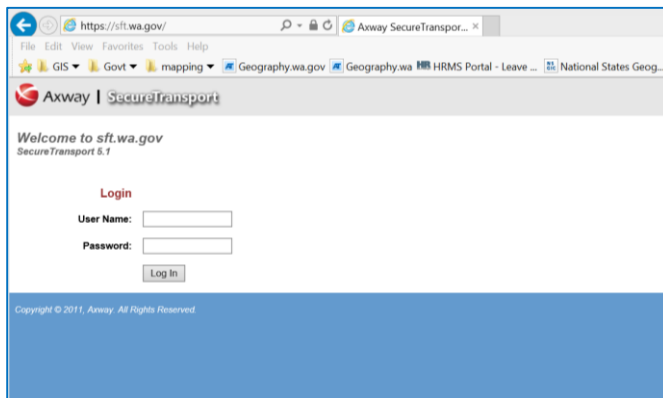 https://sft.wa.gov/ Axway SecureTranspor... ×
File Edit View Favorites Tools Help
GIS Govt mapping Geography.wa.gov Geography.wa HRMS Portal - Leave ... National States Geog...
Axway | SecureTransport
Welcome to sft.wa.gov
SecureTransport 5.1
Login
User Name:
Password:
Log In
Copyright © 2011, Axway. All Rights Reserved.